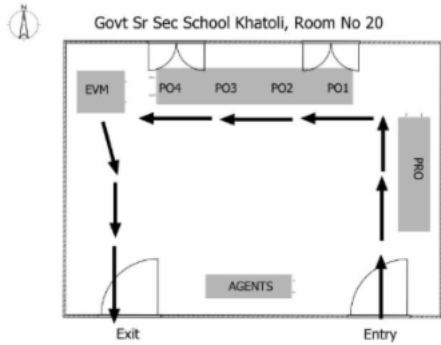 N
Govt Sr Sec School Khatoli, Room No 20
EVM
PO4 PO3 PO2 PO1
PRO
AGENTS
Exit Entry